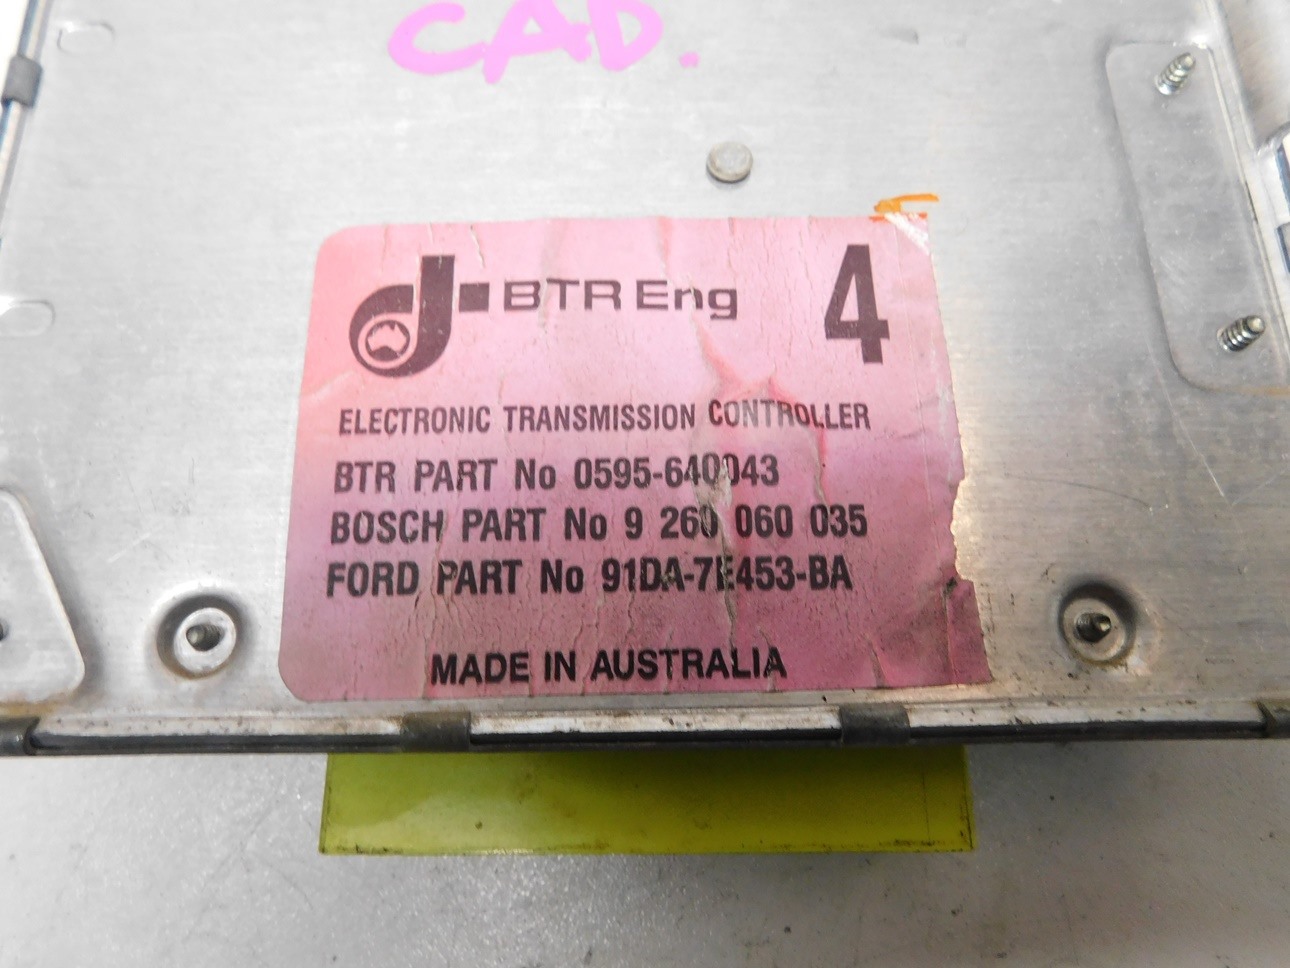 CAD.
BTR Eng
4
ELECTRONIC TRANSMISSION CONTROLLER
BTR PART No 0595-640043
BOSCH PART No 9 260 060 035
FORD PART No 91DA-7E453-BA
MADE IN AUSTRALIA